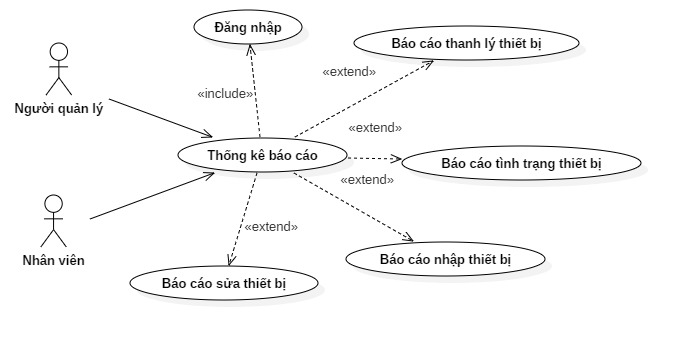 Đăng nhập
Báo cáo thanh lý thiết bị
«extend»
«include»
Người quản lý
«extend»
Thống kê báo cáo
Báo cáo tình trạng thiết bị
«extend»
«extend»
Nhân viên
Báo cáo nhập thiết bị
Báo cáo sửa thiết bị